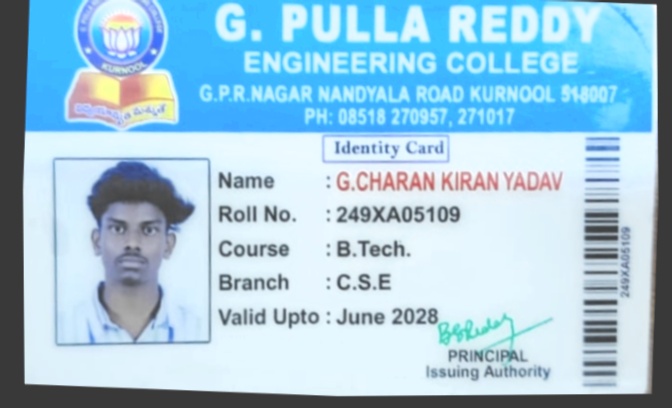 KURNOOL
G. PULLA REDDY
ENGINEERING COLLEGE
G.P.R.NAGAR NANDYALA ROAD KURNOOL 518007
PH: 08518 270957, 271017
Identity Card
Name : G.CHARAN KIRAN YADAV
Roll No. : 249XA05109
Course : B.Tech.
Branch : C.S.E
Valid Upto : June 2028
PRINCIPAL
Issuing Authority
249XA05109